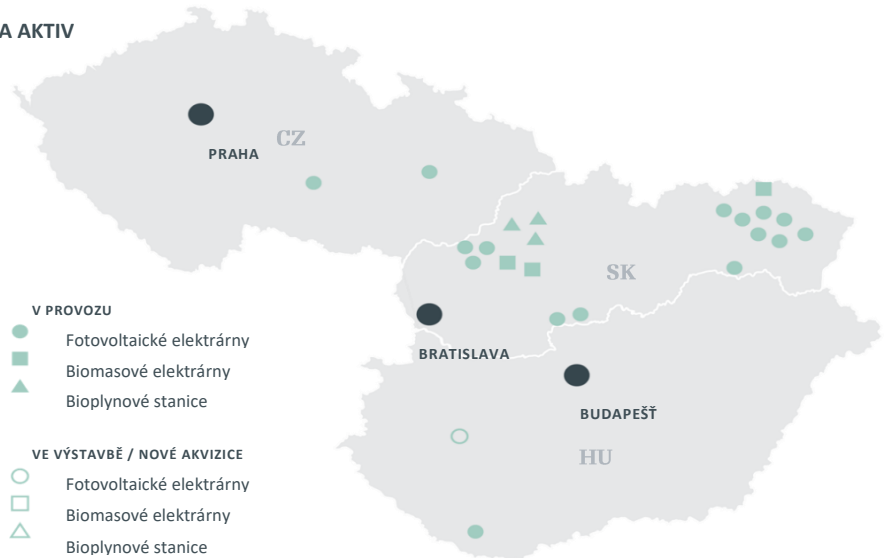 A AKTIV
CZ
PRAHA
SK
V PROVOZU
Fotovoltaické elektrárny
BRATISLAVA
Biomasové elektrárny
Bioplynové stanice
BUDAPEŠŤ
VE VÝSTAVBĚ / NOVÉ AKVIZICE
HU
Fotovoltaické elektrárny
Biomasové elektrárny
Bioplynové stanice